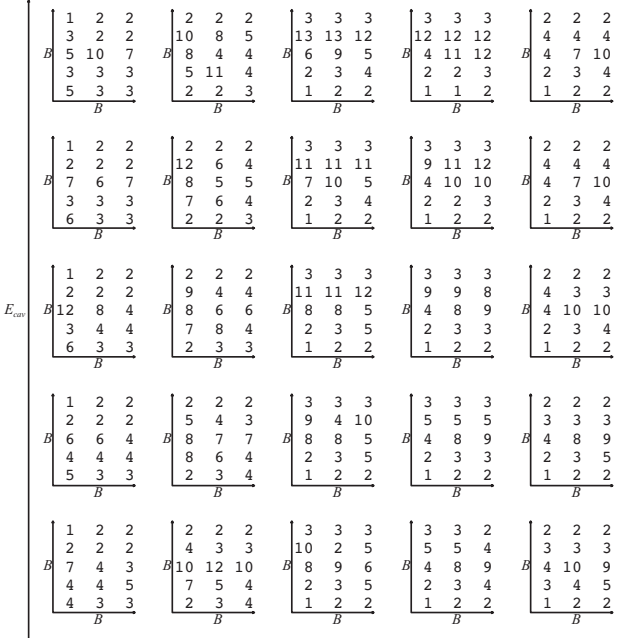 1 2 2 2 2 2 3 3 3 3 3 3 2 2 2
3 2 2 10 8 5 13 13 12 12 12 12 4 4 4
B 5 10 7 B 8 4 4 B 6 9 5 B 4 11 12 B 4 7 10
3 3 3 5 11 4 2 3 4 2 2 3 2 3 4
5 3 3 2 2 3 1 2 2 1 1 2 1 2 2
B B B B B
1 2 2 2 2 2 3 3 3 3 3 3 2 2 2
2 2 2 12 6 4 11 11 11 9 11 12 4 4 4
B 7 6 7 B 8 5 5 B 7 10 5 B 4 10 10 B 4 7 10
3 3 3 7 6 4 2 3 4 2 2 3 2 3 4
6 3 3 2 2 3 1 2 2 1 2 2 1 2 2
B B B B B
1 2 2 2 2 2 3 3 3 3 3 3 2 2 2
2 2 2 9 4 4 11 11 12 9 9 8 4 3 3
Ecav B 12 8 4 B 8 6 6 B 8 8 5 B 4 8 9 B 4 10 10
3 4 4 7 8 4 2 3 5 2 3 3 2 3 4
6 3 3 2 3 3 1 2 2 1 2 2 1 2 2
B B B B B
1 2 2 2 2 2 3 3 3 3 3 3 2 2 2
2 2 2 5 4 3 9 4 10 5 5 5 3 3 3
B 6 6 4 B 8 7 7 B 8 8 5 B 4 8 9 B 4 8 9
4 4 4 8 6 4 2 3 5 2 3 3 2 3 5
5 3 3 2 3 4 1 2 2 1 2 2 1 2 2
B B B B B
1 2 2 2 2 2 3 3 3 3 3 2 2 2 2
2 2 2 4 3 3 10 2 5 5 5 4 3 3 3
B 7 4 3 B 10 12 10 B 8 9 6 B 4 8 9 B 4 10 9
4 4 5 7 5 4 2 3 5 2 3 4 3 4 5
4 3 3 2 3 4 1 2 2 1 2 2 1 2 2
B B B B B